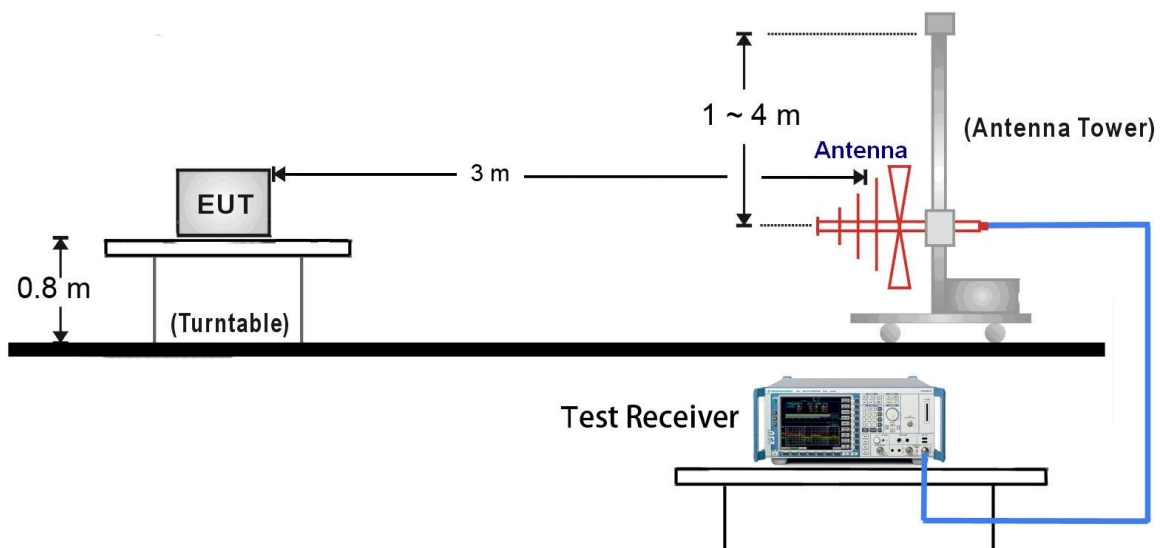 1 ~ 4 m
(Antenna Tower)
Antenna
3 m
EUT
0.8 m
(Turntable)
Test Receiver